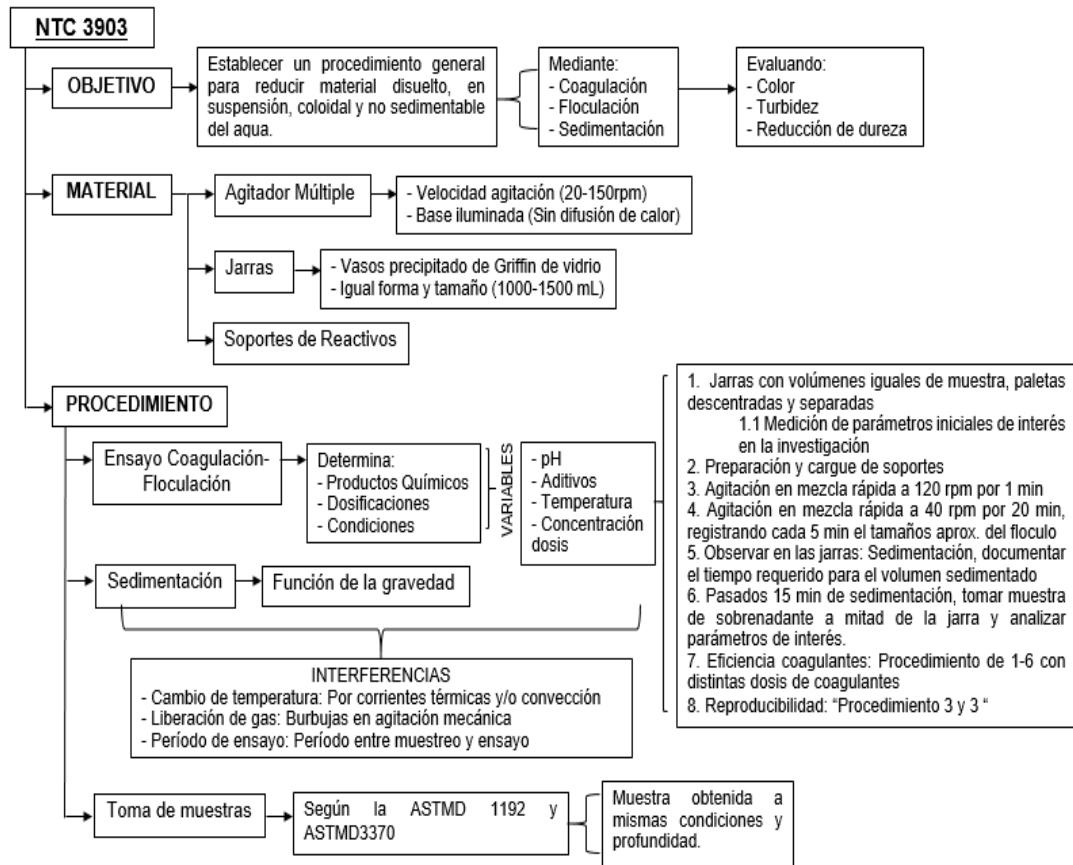 NTC 3903
OBJETIVO
Establecer un procedimiento general
para reducir material disuelto, en
suspensión, coloidal y no sedimentable
del agua.
Mediante:
- Coagulación
- Floculación
- Sedimentación
Evaluando:
- Color
- Turbidez
- Reducción de dureza
MATERIAL
Agitador Múltiple
- Velocidad agitación (20-150rpm)
- Base iluminada (Sin difusión de calor)
Jarras
- Vasos precipitado de Griffin de vidrio
- Igual forma y tamaño (1000-1500 mL)
Soportes de Reactivos
PROCEDIMIENTO
Ensayo Coagulación-
Floculación
Determina:
- Productos Químicos
- Dosificaciones
- Condiciones
VARIABLES
- pH
- Aditivos
- Temperatura
- Concentración
dosis
1. Jarras con volúmenes iguales de muestra, paletas
descentradas y separadas
1.1 Medición de parámetros iniciales de interés
en la investigación
2. Preparación y cargue de soportes
3. Agitación en mezcla rápida a 120 rpm por 1 min
4. Agitación en mezcla rápida a 40 rpm por 20 min,
registrando cada 5 min el tamaños aprox. del floculo
5. Observar en las jarras: Sedimentación, documentar
el tiempo requerido para el volumen sedimentado
6. Pasados 15 min de sedimentación, tomar muestra
de sobrenadante a mitad de la jarra y analizar
parámetros de interés.
7. Eficiencia coagulantes: Procedimiento de 1-6 con
distintas dosis de coagulantes
8. Reproducibilidad: “Procedimiento 3 y 3 “
Sedimentación
Función de la gravedad
INTERFERENCIAS
- Cambio de temperatura: Por corrientes térmicas y/o convección
- Liberación de gas: Burbujas en agitación mecánica
- Período de ensayo: Período entre muestreo y ensayo
Toma de muestras
Según la ASTMD 1192 y
ASTMD3370
Muestra obtenida a
mismas condiciones y
profundidad.